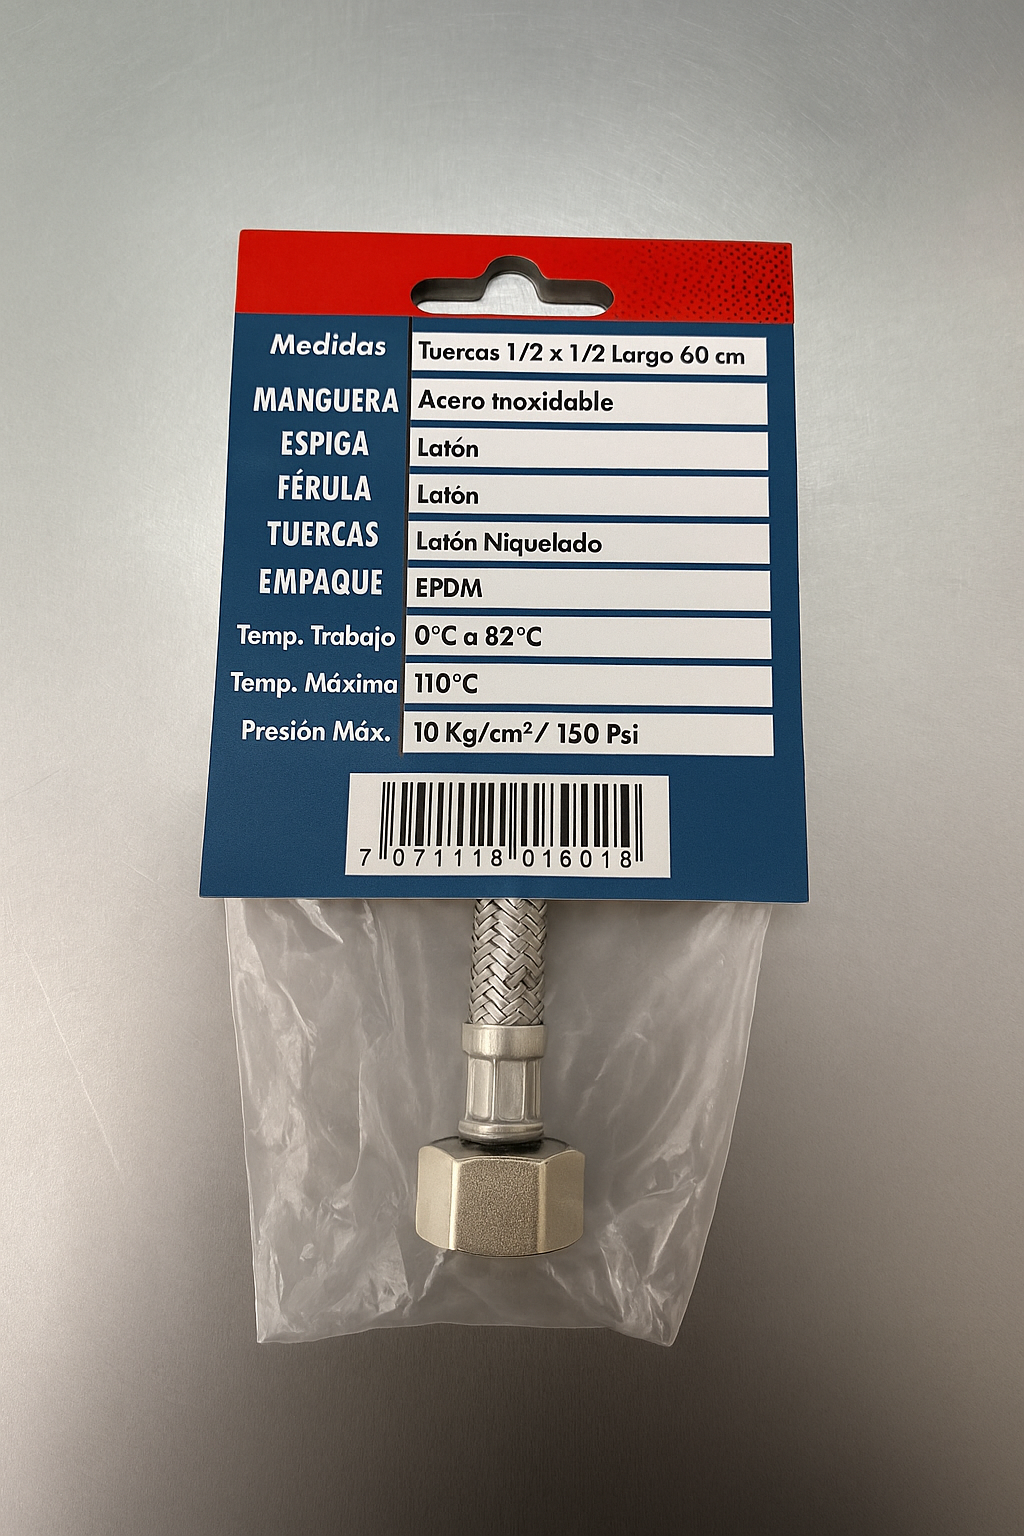 Medidas Tuercas 1/2 x 1/2 Largo 60 cm
MANGUERA Acero tnoxidable
ESPIGA Latón
FÉRULA Latón
TUERCAS Latón Niquelado
EMPAQUE EPDM
Temp. Trabajo 0°C a 82°C
Temp. Máxima 110°C
Presión Máx. 10 Kg/cm²/ 150 Psi
7 071118 016018